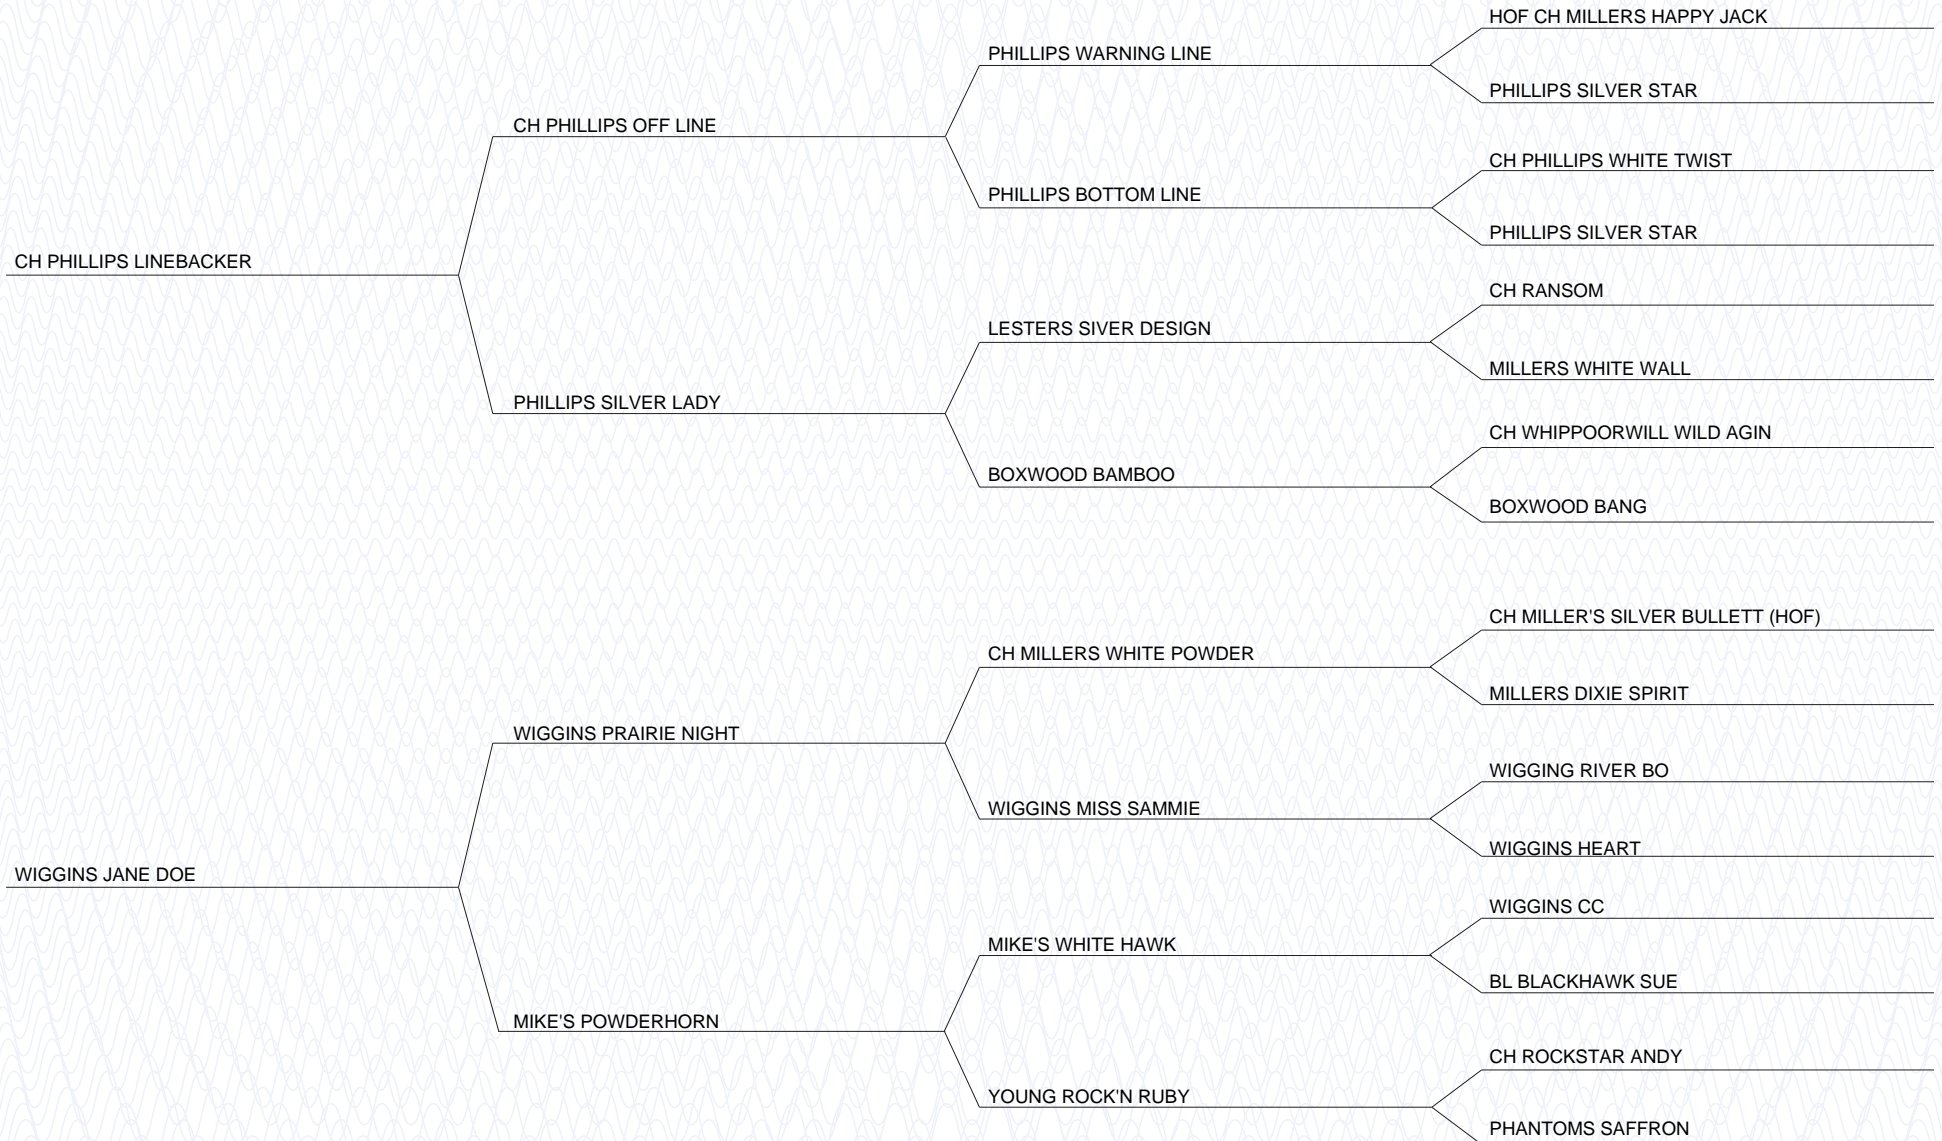 HOF CH MILLERS HAPPY JACK
PHILLIPS WARNING LINE
PHILLIPS SILVER STAR
CH PHILLIPS OFF LINE
CH PHILLIPS WHITE TWIST
PHILLIPS BOTTOM LINE
PHILLIPS SILVER STAR
CH PHILLIPS LINEBACKER
CH RANSOM
LESTERS SIVER DESIGN
MILLERS WHITE WALL
PHILLIPS SILVER LADY
CH WHIPPOORWILL WILD AGIN
BOXWOOD BAMBOO
BOXWOOD BANG
CH MILLER'S SILVER BULLETT (HOF)
CH MILLERS WHITE POWDER
MILLERS DIXIE SPIRIT
WIGGINS PRAIRIE NIGHT
WIGGING RIVER BO
WIGGINS MISS SAMMIE
WIGGINS HEART
WIGGINS JANE DOE
WIGGINS CC
MIKE'S WHITE HAWK
BL BLACKHAWK SUE
MIKE'S POWDERHORN
CH ROCKSTAR ANDY
YOUNG ROCK'N RUBY
PHANTOMS SAFFRON